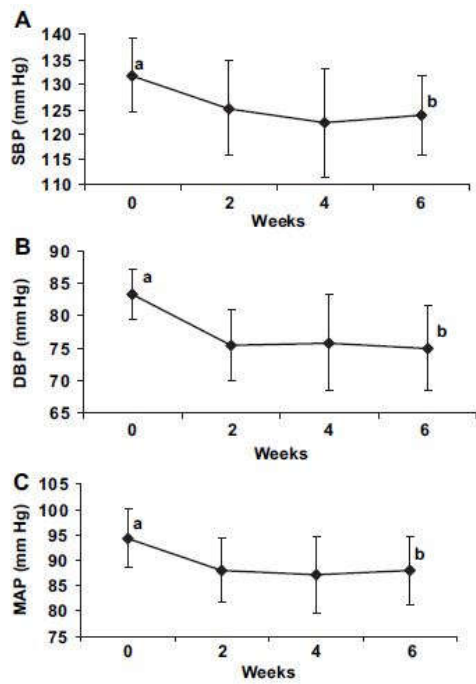 A
140
135
130
125
120
115
110
SBP (mm Hg)
a
b
0 2 4 6
Weeks
B
90
85
80
75
70
65
DBP (mm Hg)
a
b
0 2 4 6
Weeks
C
105
100
95
90
85
80
75
MAP (mm Hg)
a
b
0 2 4 6
Weeks